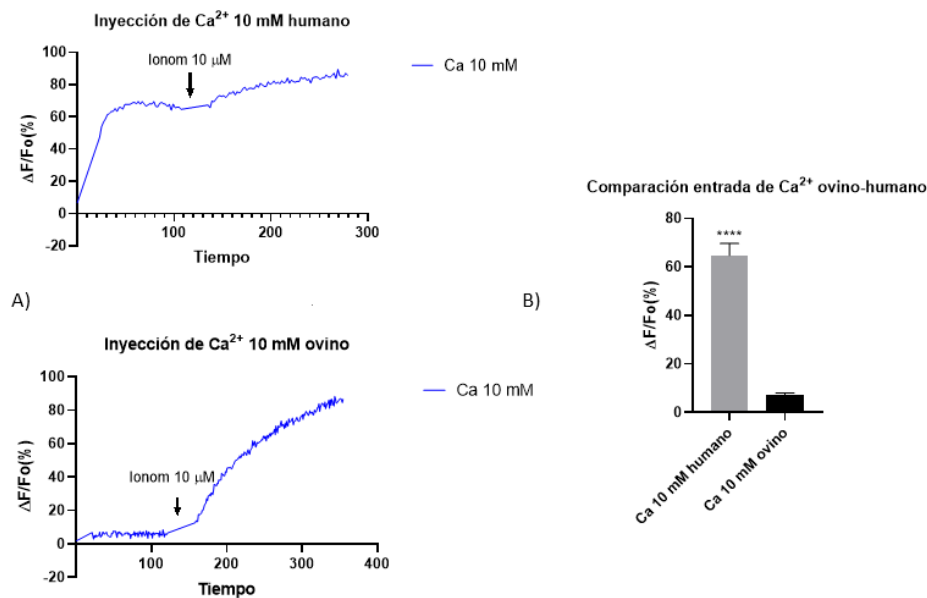 Inyección de Ca²⁺ 10 mM humano
Ionom 10 μM
Ca 10 mM
ΔF/Fo(%)
100
80
60
40
20
0
-20
100
200
300
Tiempo
A)
Inyección de Ca²⁺ 10 mM ovino
Ionom 10 μM
Ca 10 mM
ΔF/Fo(%)
100
80
60
40
20
0
-20
100
200
300
400
Tiempo
B)
Comparación entrada de Ca²⁺ ovino-humano
ΔF/Fo(%)
80
60
40
20
0
****
Ca 10 mM humano
Ca 10 mM ovino